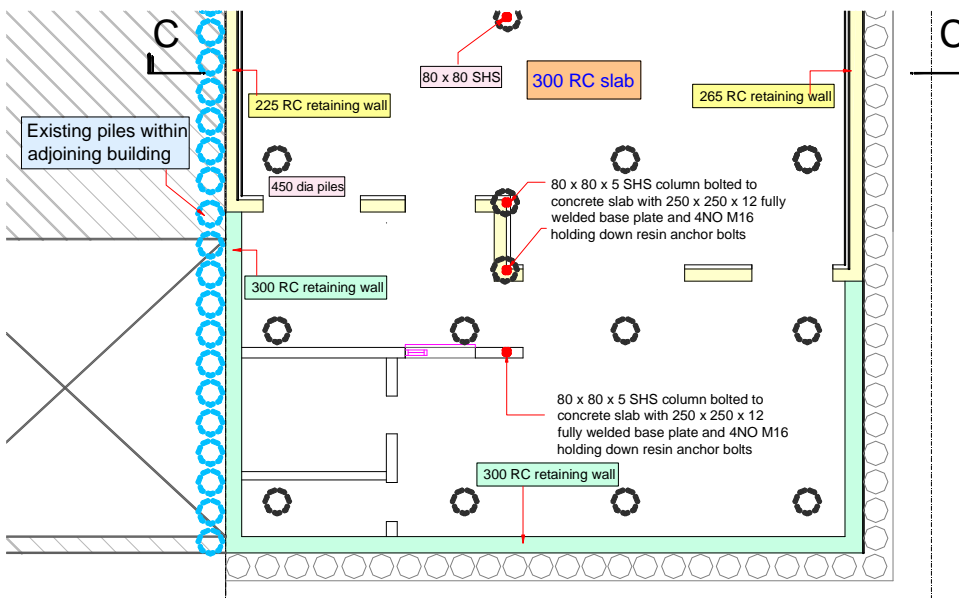 C
C
80 x 80 SHS
300 RC slab
225 RC retaining wall
265 RC retaining wall
Existing piles within
adjoining building
450 dia piles
80 x 80 x 5 SHS column bolted to
concrete slab with 250 x 250 x 12 fully
welded base plate and 4NO M16
holding down resin anchor bolts
300 RC retaining wall
80 x 80 x 5 SHS column bolted to
concrete slab with 250 x 250 x 12
fully welded base plate and 4NO M16
holding down resin anchor bolts
300 RC retaining wall